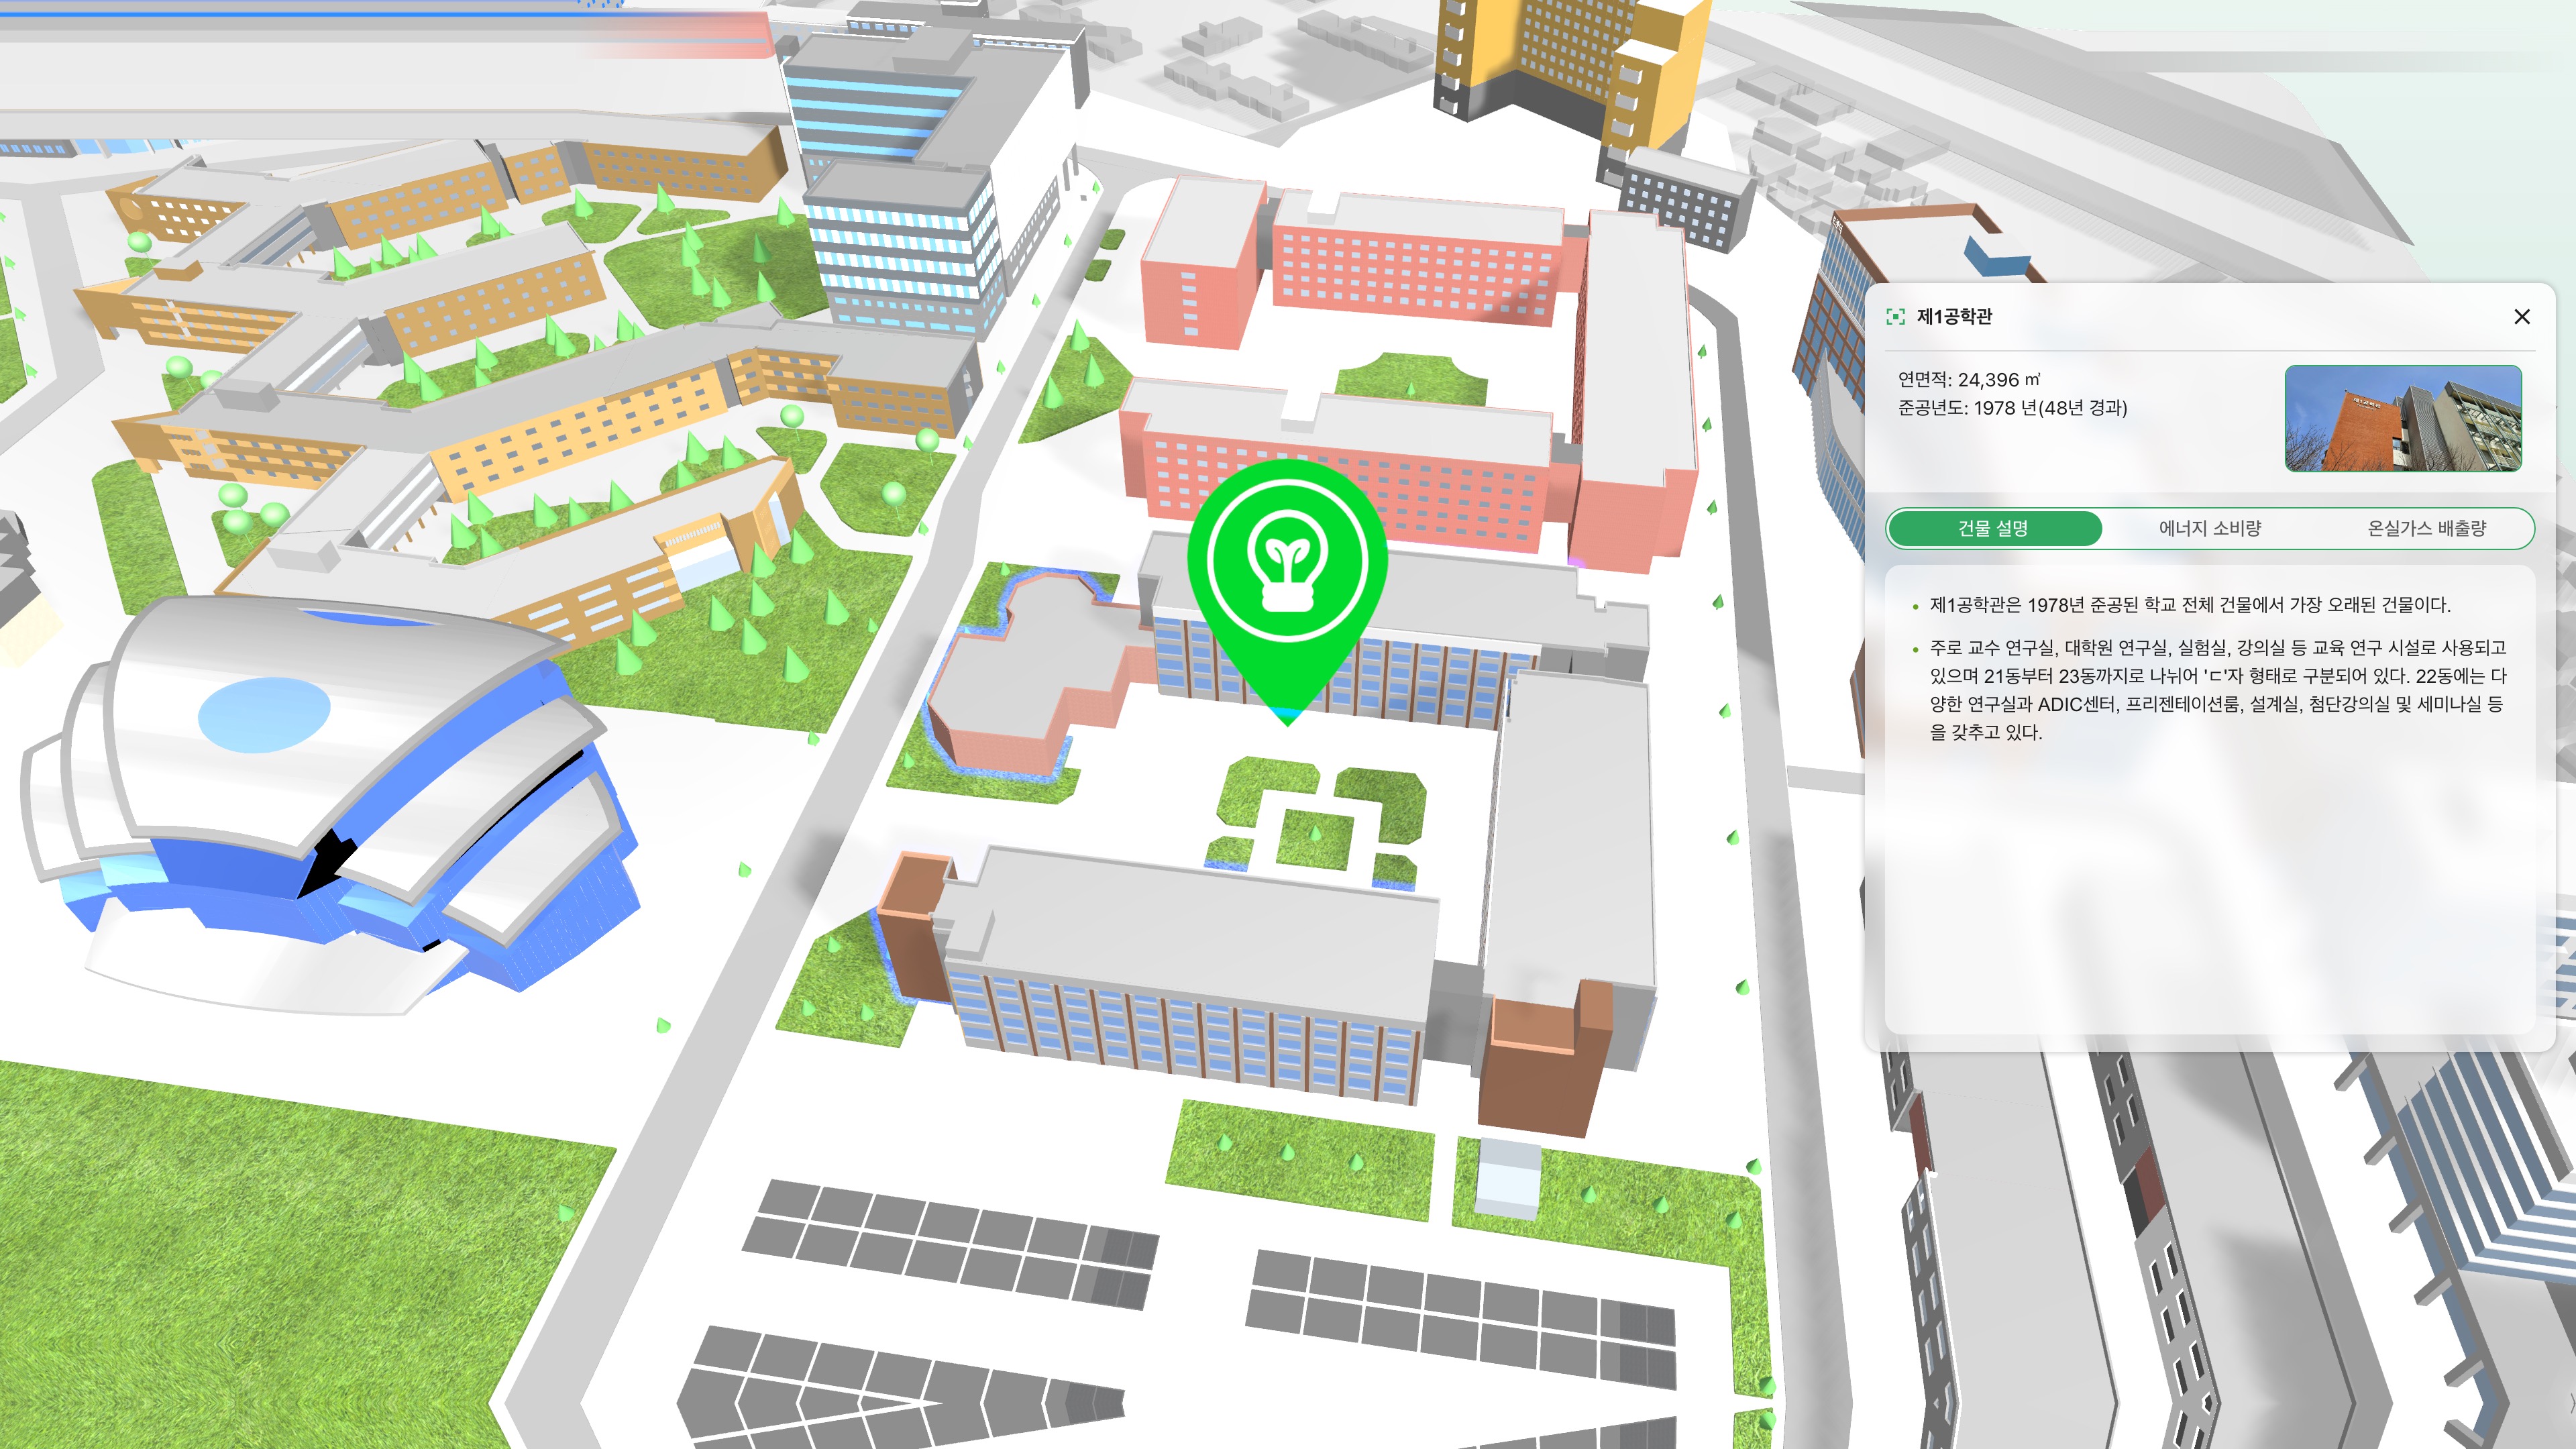 제1공학관
연면적: 24,396 ㎡
준공년도: 1978 년(48년 경과)
제1공학관
건물 설명
에너지 소비량
온실가스 배출량
제1공학관은 1978년 준공된 학교 전체 건물에서 가장 오래된 건물이다.
주로 교수 연구실, 대학원 연구실, 실험실, 강의실 등 교육 연구 시설로 사용되고
있으며 21동부터 23동까지로 나뉘어 'ㄷ'자 형태로 구분되어 있다. 22동에는 다
양한 연구실과 ADIC센터, 프리젠테이션룸, 설계실, 첨단강의실 및 세미나실 등
을 갖추고 있다.